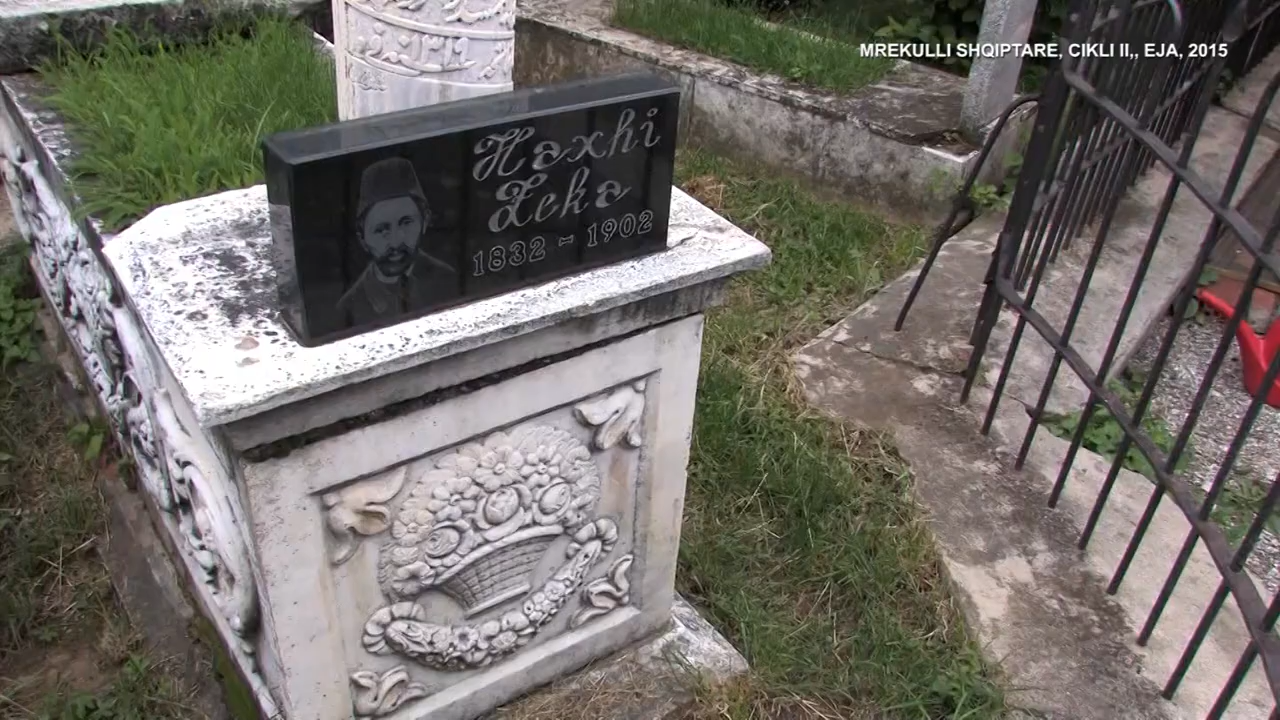 MREKULLI SHQIPTARE, CIKLI II,, EJA, 2015
Haxhi
Zeka
1832 - 1902